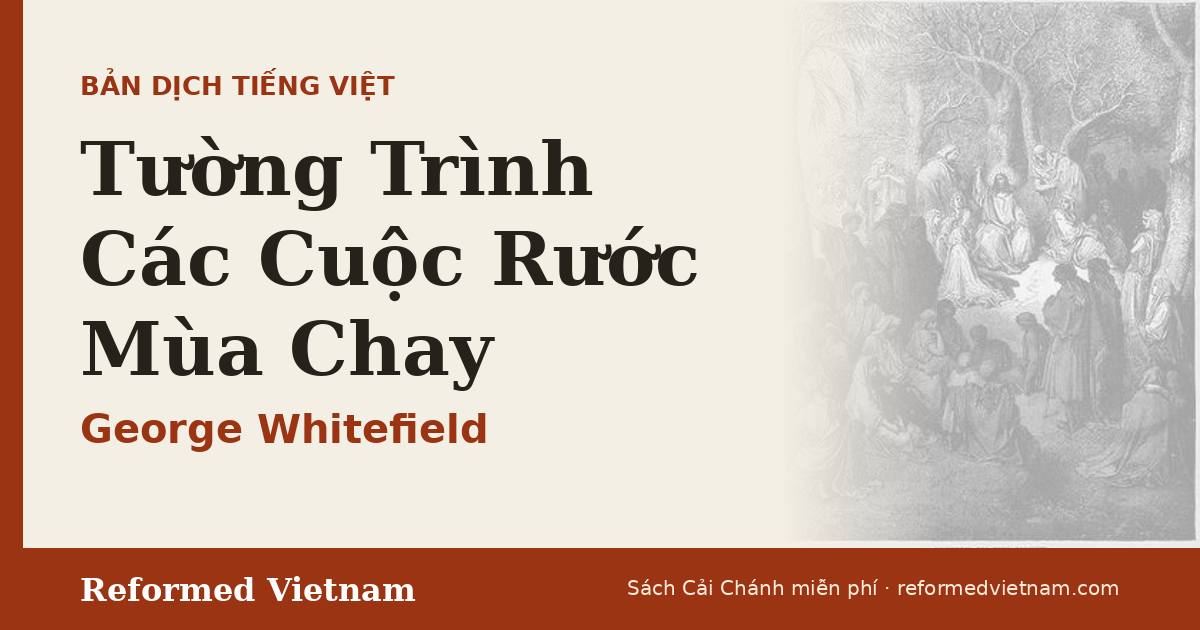 BẢN DỊCH TIẾNG VIỆT
Tường Trình
Các Cuộc Rước
Mùa Chay
George Whitefield
Reformed Vietnam
Sách Cải Chánh miễn phí · reformedvietnam.com